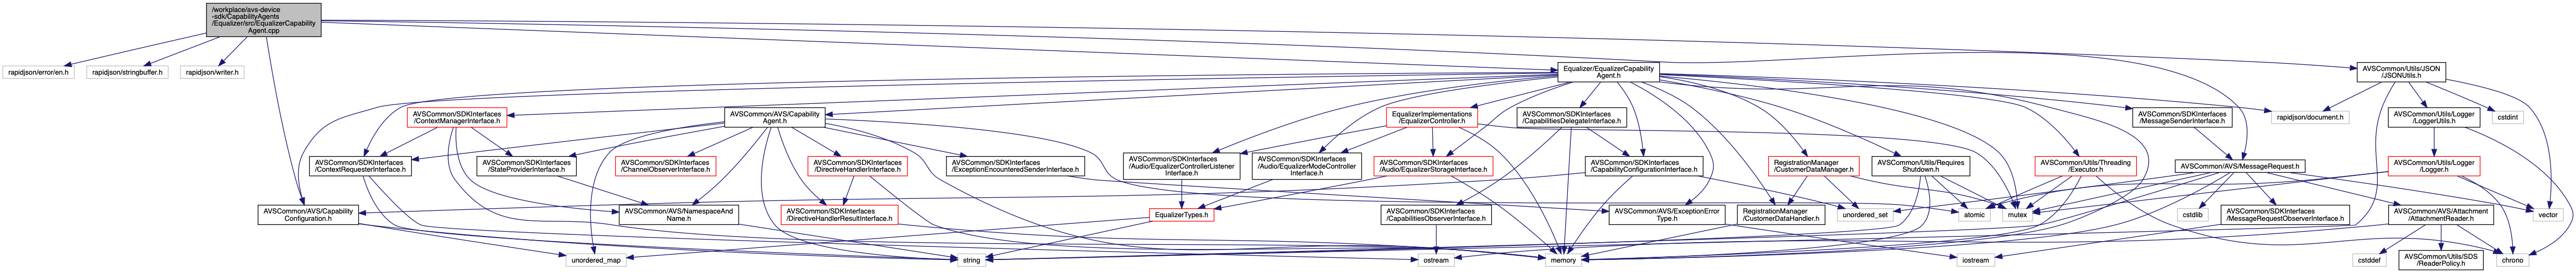 /workplace/avs-device
-sdk/CapabilityAgents
/Equalizer/src/EqualizerCapability
Agent.cpp
rapidjson/error/en.h
rapidjson/stringbuffer.h
rapidjson/writer.h
Equalizer/EqualizerCapability
Agent.h
AVSCommon/Utils/JSON
/JSONUtils.h
AVSCommon/SDKInterfaces
/ContextManagerInterface.h
AVSCommon/AVS/Capability
Agent.h
EqualizerImplementations
/EqualizerController.h
AVSCommon/SDKInterfaces
/CapabilitiesDelegateInterface.h
AVSCommon/SDKInterfaces
/MessageSenderInterface.h
rapidjson/document.h
AVSCommon/Utils/Logger
/LoggerUtils.h
cstdint
AVSCommon/SDKInterfaces
/ContextRequesterInterface.h
AVSCommon/SDKInterfaces
/StateProviderInterface.h
AVSCommon/SDKInterfaces
/ChannelObserverInterface.h
AVSCommon/SDKInterfaces
/DirectiveHandlerInterface.h
AVSCommon/SDKInterfaces
/ExceptionEncounteredSenderInterface.h
AVSCommon/SDKInterfaces
/Audio/EqualizerControllerListener
Interface.h
AVSCommon/SDKInterfaces
/Audio/EqualizerModeController
Interface.h
AVSCommon/SDKInterfaces
/Audio/EqualizerStorageInterface.h
AVSCommon/SDKInterfaces
/CapabilityConfigurationInterface.h
RegistrationManager
/CustomerDataManager.h
AVSCommon/Utils/Requires
Shutdown.h
AVSCommon/Utils/Threading
/Executor.h
AVSCommon/AVS/MessageRequest.h
AVSCommon/Utils/Logger
/Logger.h
AVSCommon/AVS/Capability
Configuration.h
AVSCommon/AVS/NamespaceAnd
Name.h
AVSCommon/SDKInterfaces
/DirectiveHandlerResultInterface.h
EqualizerTypes.h
AVSCommon/SDKInterfaces
/CapabilitiesObserverInterface.h
AVSCommon/AVS/ExceptionError
Type.h
unordered_set
RegistrationManager
/CustomerDataHandler.h
atomic
mutex
cstdlib
AVSCommon/SDKInterfaces
/MessageRequestObserverInterface.h
AVSCommon/AVS/Attachment
/AttachmentReader.h
vector
unordered_map
string
ostream
memory
iostream
cstddef
AVSCommon/Utils/SDS
/ReaderPolicy.h
chrono